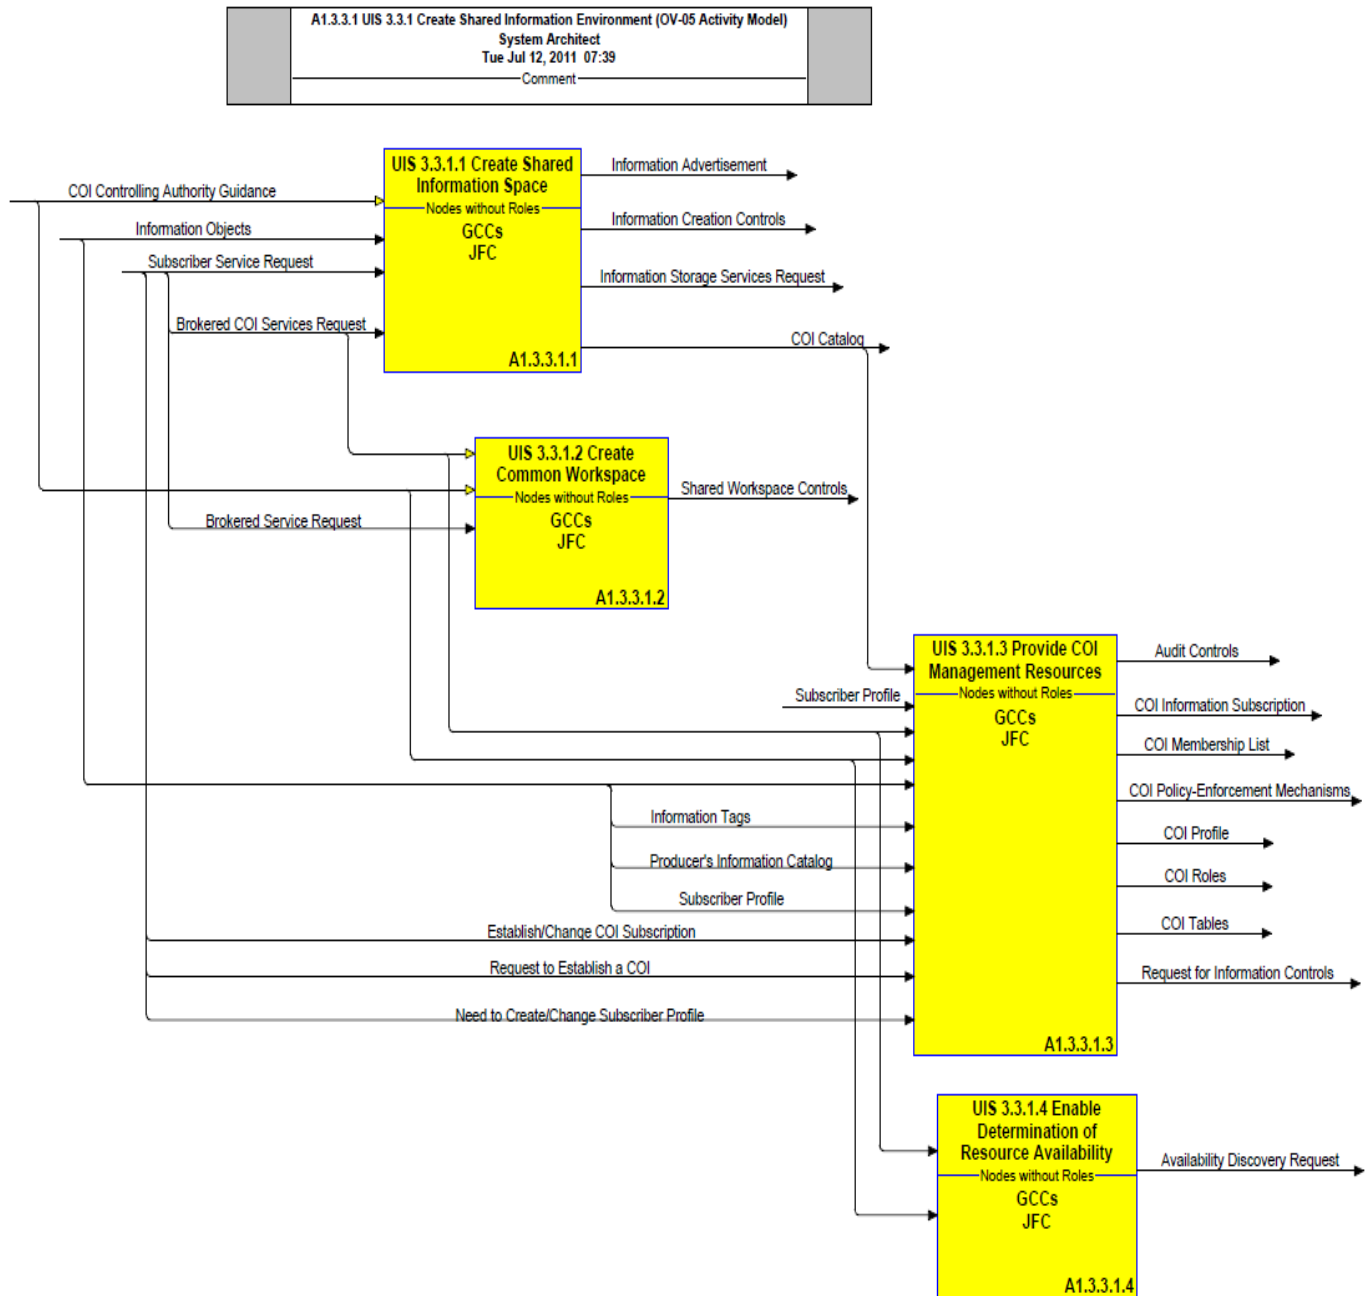 A1.3.3.1 UIS 3.3.1 Create Shared Information Environment (OV-05 Activity Model)
System Architect
Tue Jul 12, 2011 07:39
Comment
UIS 3.3.1.1 Create Shared
Information Space
Nodes without Roles
GCCs
JFC
A1.3.3.1.1
COI Controlling Authority Guidance
Information Objects
Subscriber Service Request
Brokered COI Services Request
Information Advertisement
Information Creation Controls
Information Storage Services Request
COI Catalog
UIS 3.3.1.2 Create
Common Workspace
Nodes without Roles
GCCs
JFC
A1.3.3.1.2
Brokered Service Request
Shared Workspace Controls
UIS 3.3.1.3 Provide COI
Management Resources
Nodes without Roles
GCCs
JFC
A1.3.3.1.3
Subscriber Profile
Information Tags
Producer's Information Catalog
Subscriber Profile
Establish/Change COI Subscription
Request to Establish a COI
Need to Create/Change Subscriber Profile
Audit Controls
COI Information Subscription
COI Membership List
COI Policy-Enforcement Mechanisms
COI Profile
COI Roles
COI Tables
Request for Information Controls
UIS 3.3.1.4 Enable
Determination of
Resource Availability
Nodes without Roles
GCCs
JFC
A1.3.3.1.4
Availability Discovery Request